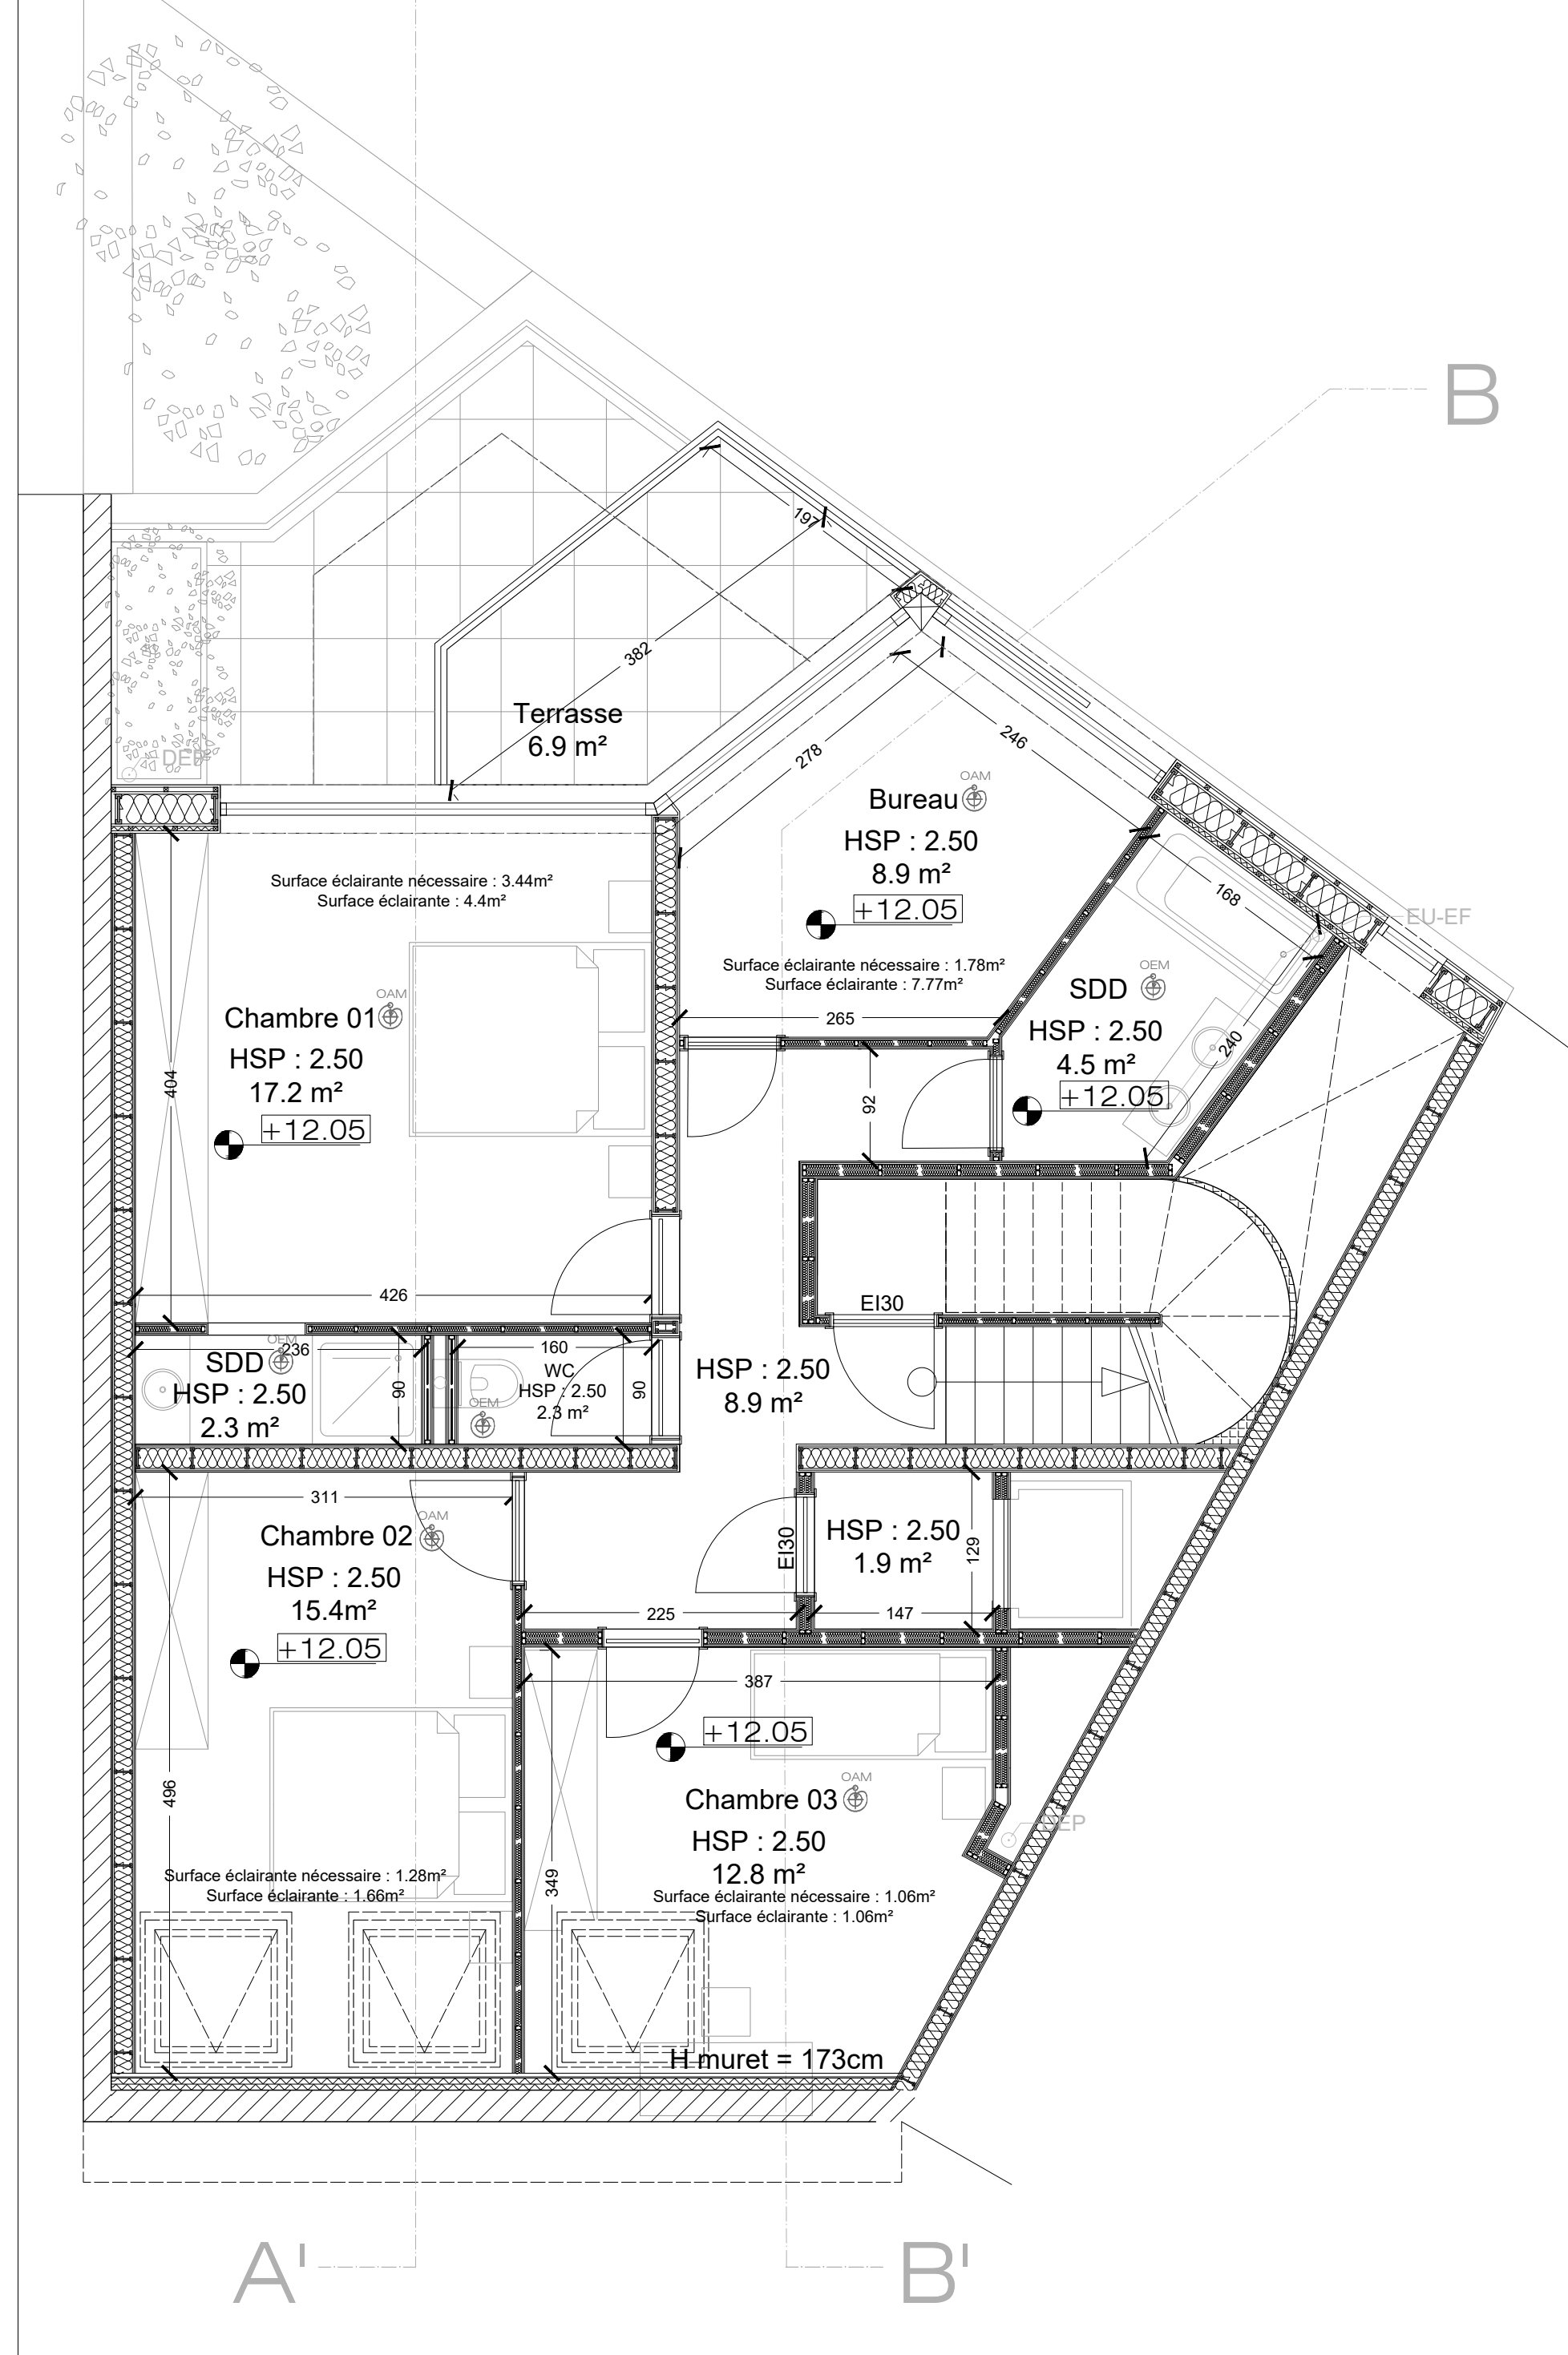 B
197
382
Terrasse
6.9 m²
DEP
278
246
OAM
Bureau
HSP : 2.50
8.9 m²
+12.05
Surface éclairante nécessaire : 1.78m²
Surface éclairante : 7.77m²
265
Surface éclairante nécessaire : 3.44m²
Surface éclairante : 4.4m²
OAM
Chambre 01
HSP : 2.50
17.2 m²
+12.05
404
426
168
EU-EF
OEM
SDD
HSP : 2.50
4.5 m²
+12.05
240
92
EI30
OEM
236
SDD
HSP : 2.50
2.3 m²
90
160
WC
HSP : 2.50
2.3 m²
OEM
90
HSP : 2.50
8.9 m²
311
OAM
Chambre 02
HSP : 2.50
15.4m²
+12.05
496
Surface éclairante nécessaire : 1.28m²
Surface éclairante : 1.66m²
EI30
HSP : 2.50
1.9 m²
129
225
147
387
+12.05
OAM
Chambre 03
HSP : 2.50
12.8 m²
Surface éclairante nécessaire : 1.06m²
Surface éclairante : 1.06m²
349
DEP
H muret = 173cm
A'
B'